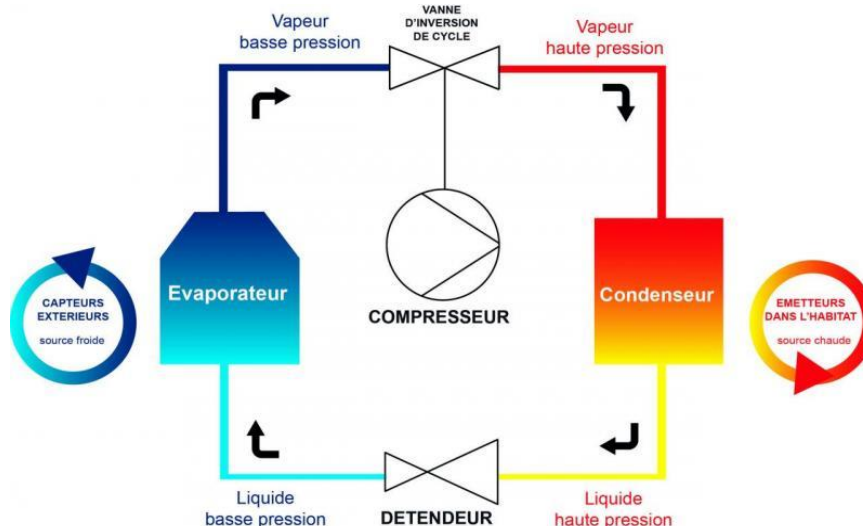 VANNE
D'INVERSION
DE CYCLE
Vapeur
basse pression
Vapeur
haute pression
Evaporateur
COMPRESSEUR
Condenseur
CAPTEURS
EXTERIEURS
source froide
EMETTEURS
DANS L'HABITAT
source chaude
Liquide
basse pression
DETENDEUR
Liquide
haute pression